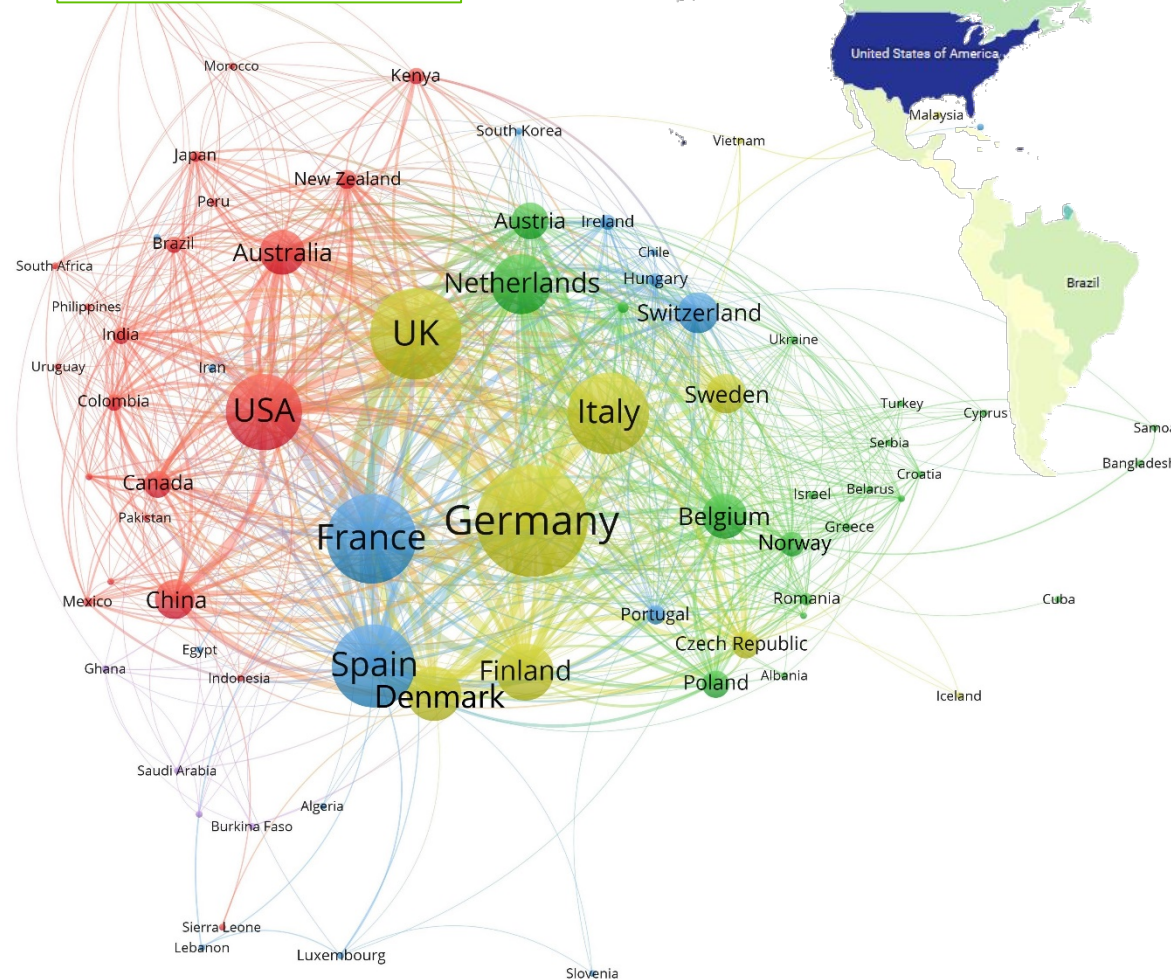 United States of America
Morocco
Kenya
Malaysia
South Korea
Vietnam
Japan
New Zealand
Peru
Austria
Ireland
Brazil
Australia
Chile
South Africa
Hungary
Netherlands
Brazil
Philippines
Switzerland
India
UK
Ukraine
Uruguay
Iran
Sweden
Colombia
USA
Italy
Turkey
Cyprus
Samoa
Serbia
Bangladesh
Croatia
Canada
Belarus
Israel
Pakistan
Germany
Belgium
Greece
France
Norway
Mexico
China
Romania
Cuba
Portugal
Czech Republic
Egypt
Spain
Finland
Ghana
Indonesia
Denmark
Poland
Albania
Iceland
Saudi Arabia
Algeria
Burkina Faso
Sierra Leone
Lebanon
Luxembourg
Slovenia